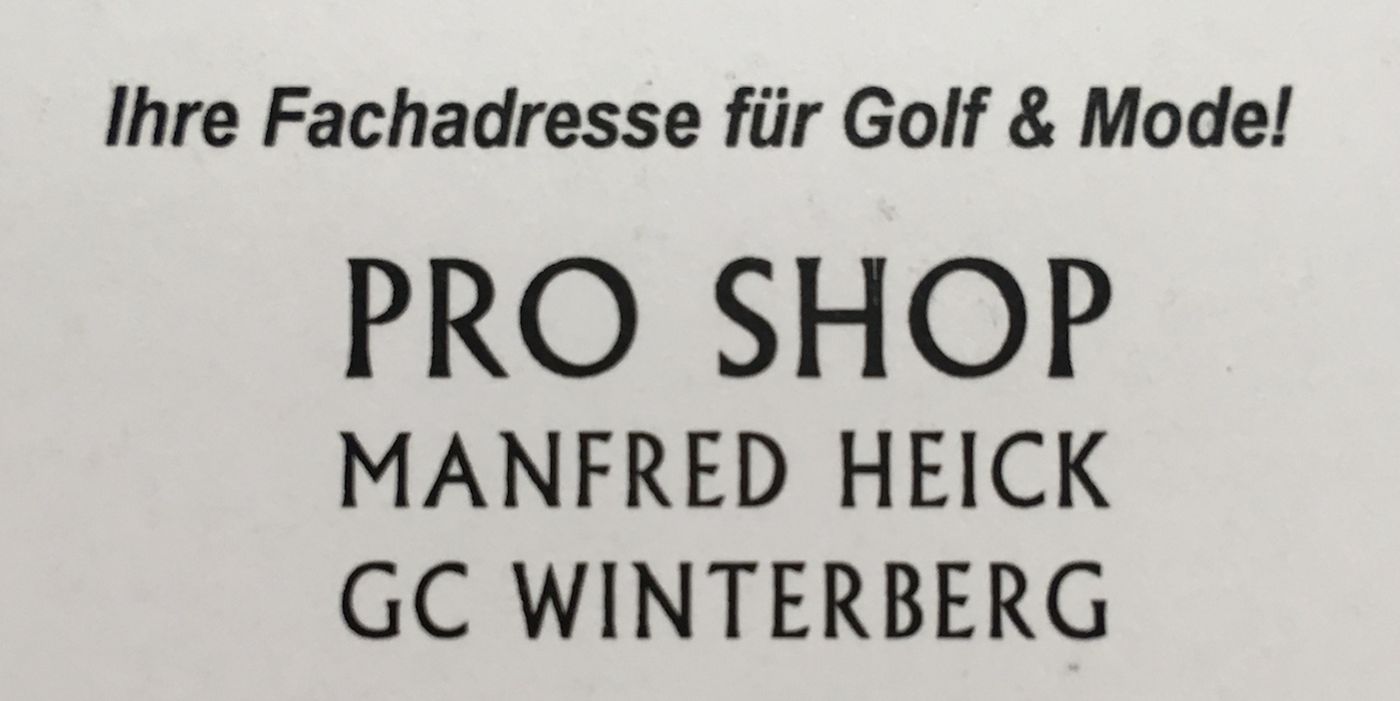 Ihre Fachadresse für Golf & Mode!
PRO SHOP
MANFRED HEICK
GC WINTERBERG